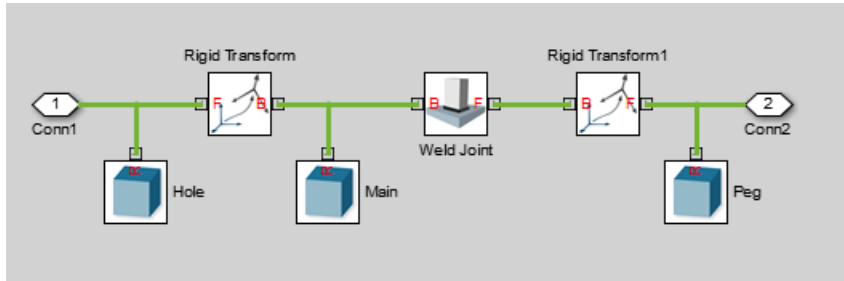 Rigid Transform
Rigid Transform1
1
F
B
B
F
B
F
2
Conn1
Weld Joint
Conn2
R
Hole
R
Main
R
Peg